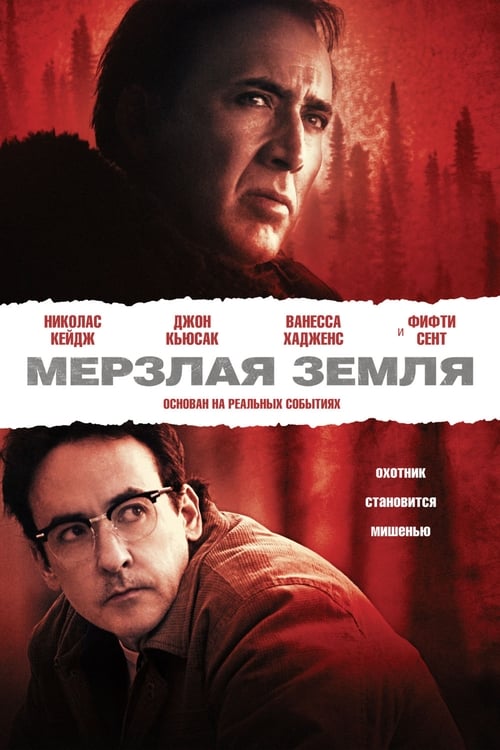 НИКОЛАС КЕЙДЖ
ДЖОН КЬЮСАК
ВАНЕССА ХАДЖЕНС
И
ФИФТИ СЕНТ
МЕРЗЛАЯ ЗЕМЛЯ
ОСНОВАН НА РЕАЛЬНЫХ СОБЫТИЯХ
ОХОТНИК
СТАНОВИТСЯ
МИШЕНЬЮ